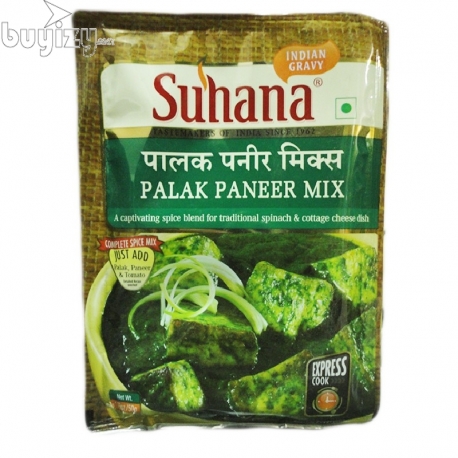 buyizy.com
INDIAN
GRAVY
Suhana®
TASTEMAKERS OF INDIA SINCE 1962
पालक पनीर मिक्स
PALAK PANEER MIX
A captivating spice blend for traditional spinach & cottage cheese dish
COMPLETE SPICE MIX
JUST ADD
Palak, Paneer
& Tomato
EXPRESS
COOK
Net Wt.